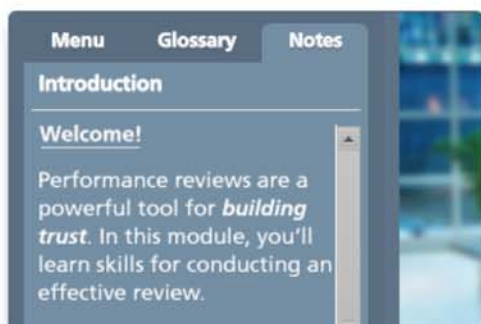 Menu Glossary Notes
Introduction
Welcome!
Performance reviews are a
powerful tool for building
trust. In this module, you'll
learn skills for conducting an
effective review.